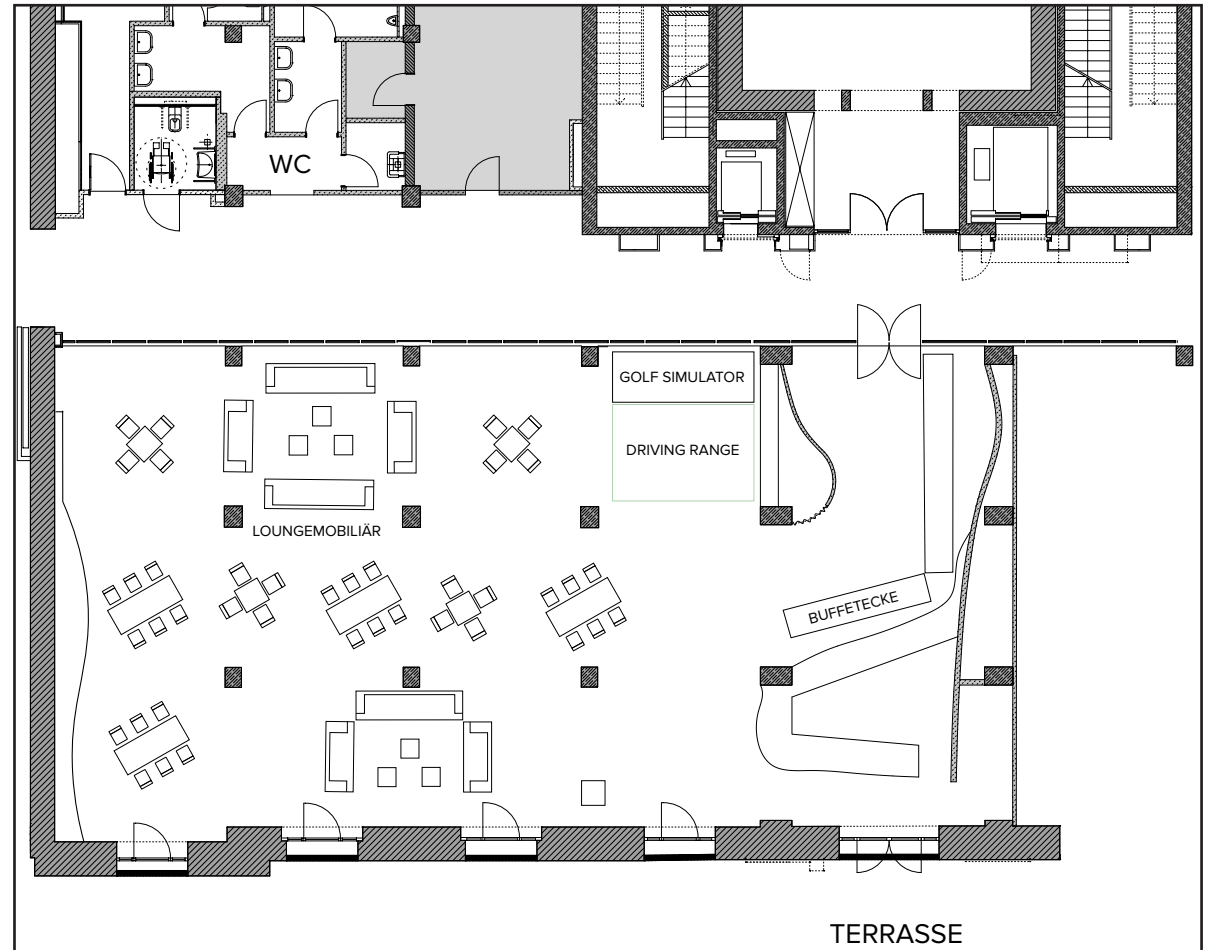 WC
GOLF SIMULATOR
DRIVING RANGE
LOUNGEMOBILIÄR
BUFFETECKE
TERRASSE